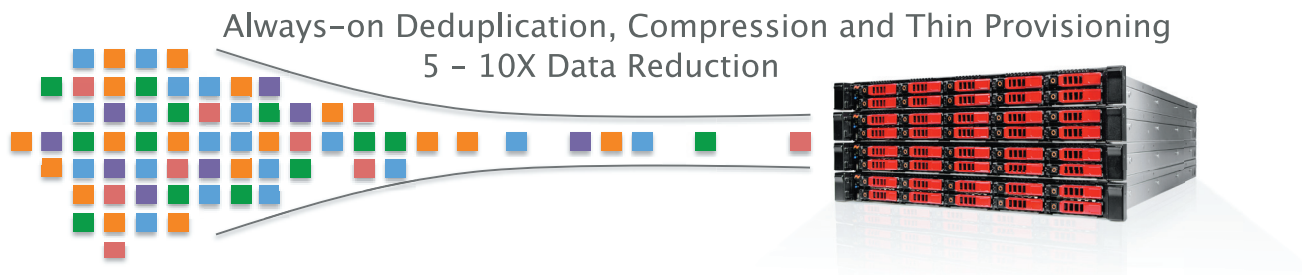 Always-on Deduplication, Compression and Thin Provisioning
5 - 10X Data Reduction